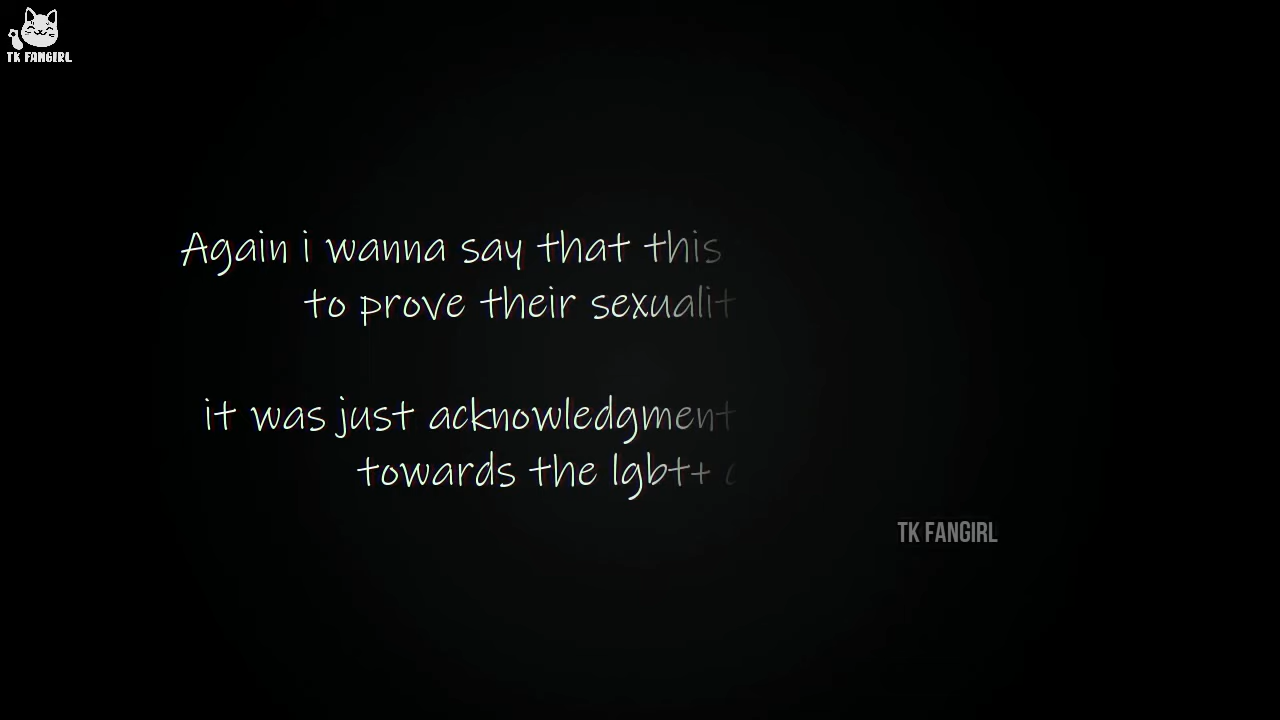 TK FANGIRL
Again i wanna say that this
to prove their sexualit
it was just acknowledgment
towards the lgbt++
TK FANGIRL